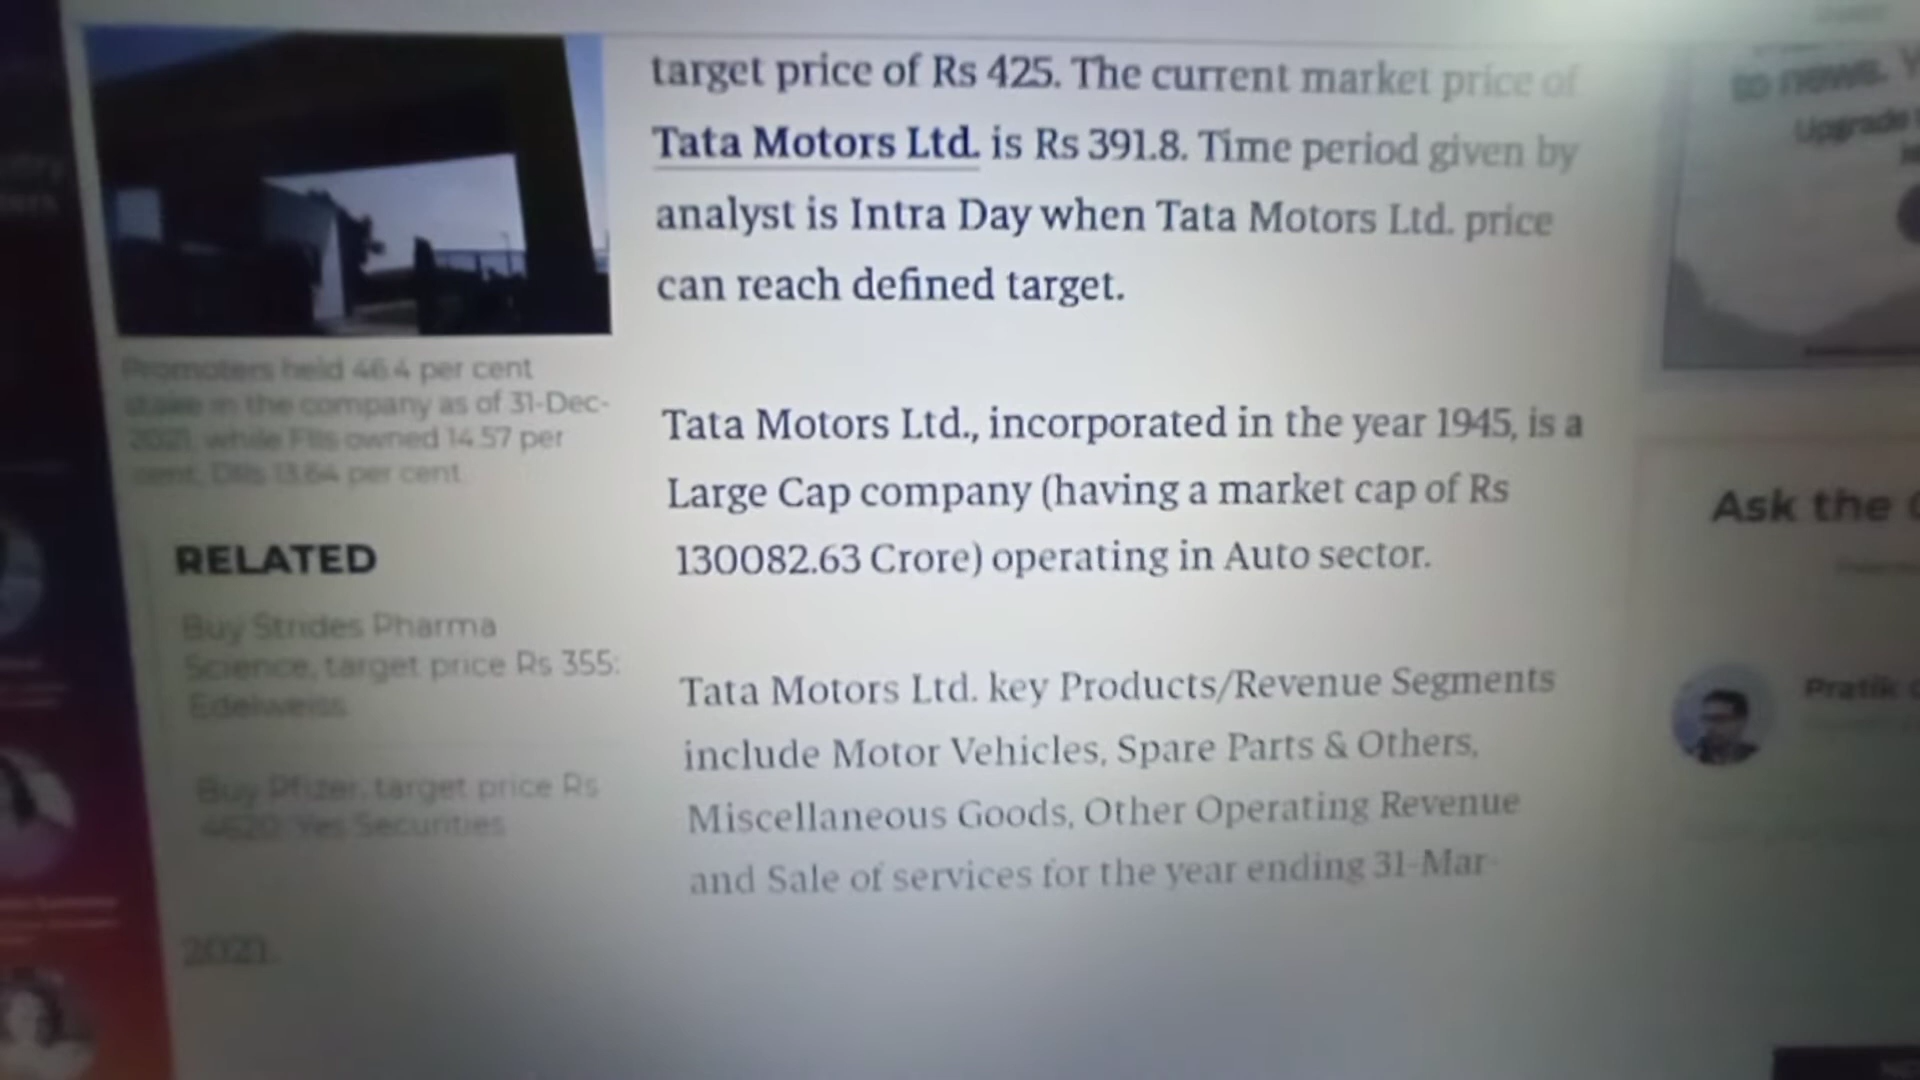 target price of Rs 425. The current market price of
Tata Motors Ltd. is Rs 391.8. Time period given by
analyst is Intra Day when Tata Motors Ltd. price
can reach defined target.
Promoters held 46.4 per cent
stake in the company as of 31-Dec-
2021, while FIIs owned 14.57 per
cent, DIIs 13.64 per cent
Tata Motors Ltd., incorporated in the year 1945, is a
Large Cap company (having a market cap of Rs
130082.63 Crore) operating in Auto sector.
RELATED
Buy Strides Pharma
Science, target price Rs 355:
Edelweiss
Buy Pfizer, target price Rs
4620: Yes Securities
Tata Motors Ltd. key Products/Revenue Segments
include Motor Vehicles, Spare Parts & Others,
Miscellaneous Goods, Other Operating Revenue
and Sale of services for the year ending 31-Mar-
2021.
to news.
Upgrade
Ask the
Pratik